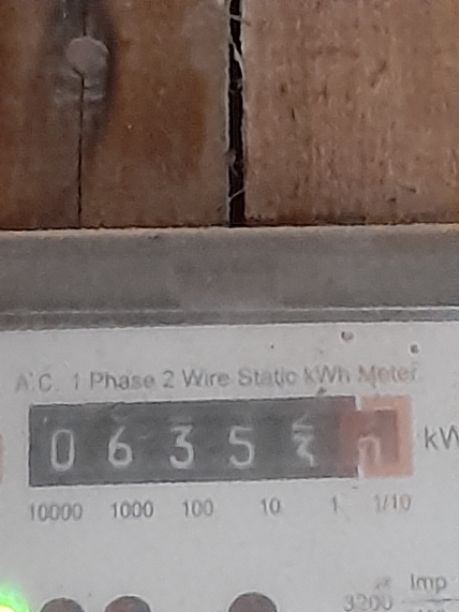 A.C. 1 Phase 2 Wire Static kWh Meter
0 6 3 5
kW
10000 1000 100 10 1 1/10
Imp
3200